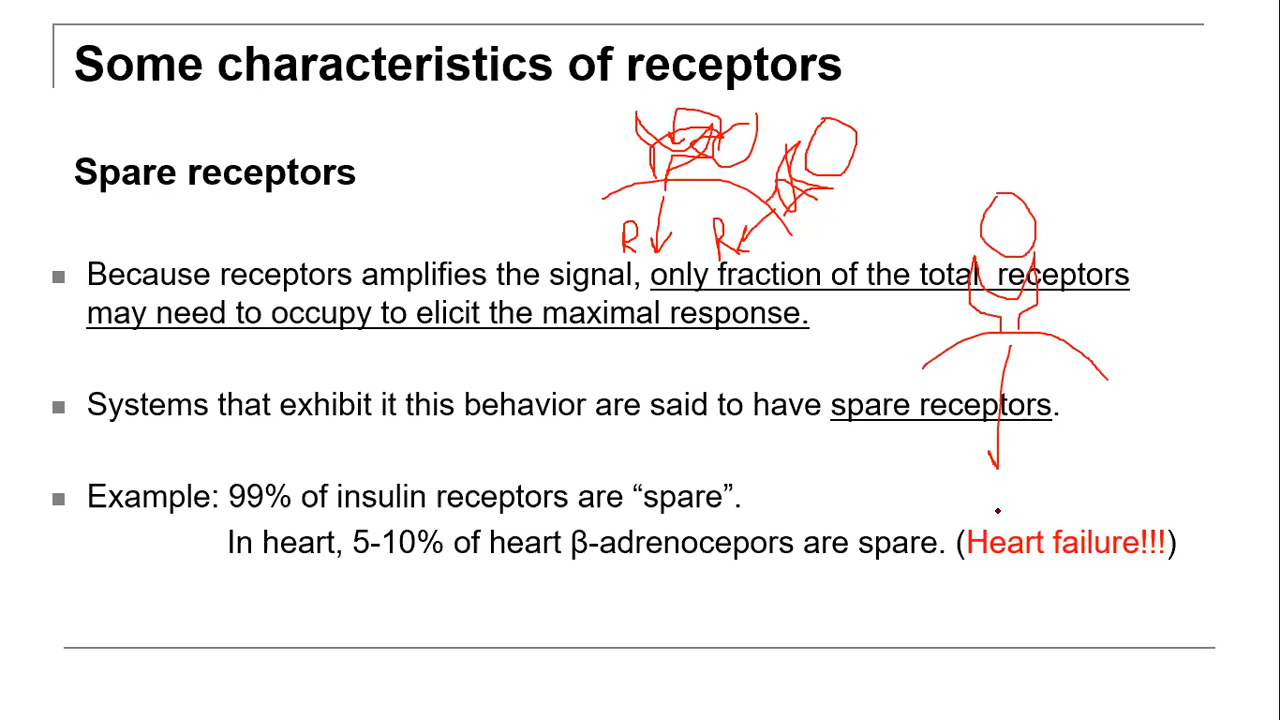 Some characteristics of receptors
Spare receptors
R
R
Because receptors amplifies the signal, only fraction of the total receptors
may need to occupy to elicit the maximal response.
Systems that exhibit it this behavior are said to have spare receptors.
Example: 99% of insulin receptors are “spare”.
In heart, 5-10% of heart β-adrenocepors are spare. (Heart failure!!!)